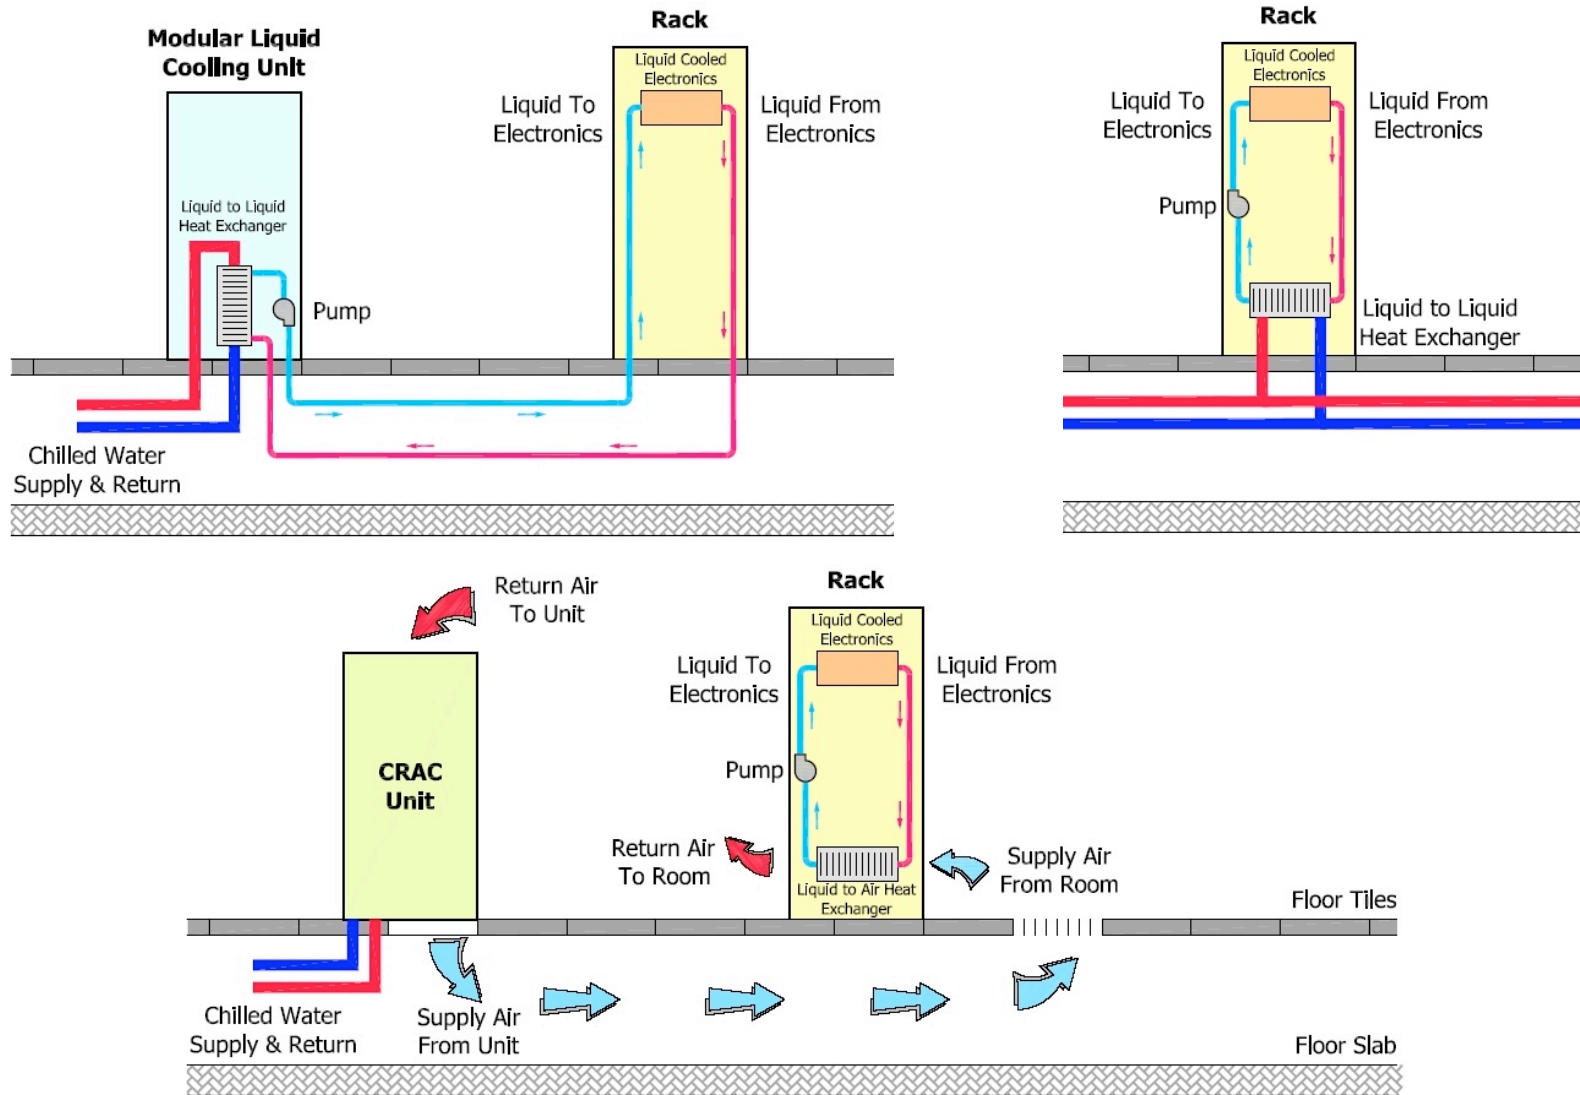 Modular Liquid
Cooling Unit
Rack
Liquid Cooled
Electronics
Liquid To
Electronics
Liquid From
Electronics
Liquid to Liquid
Heat Exchanger
Pump
Chilled Water
Supply & Return
Rack
Liquid Cooled
Electronics
Liquid To
Electronics
Liquid From
Electronics
Pump
Liquid to Liquid
Heat Exchanger
Return Air
To Unit
Rack
Liquid Cooled
Electronics
Liquid To
Electronics
Liquid From
Electronics
CRAC
Unit
Pump
Return Air
To Room
Supply Air
From Room
Liquid to Air Heat
Exchanger
Floor Tiles
Chilled Water
Supply & Return
Supply Air
From Unit
Floor Slab